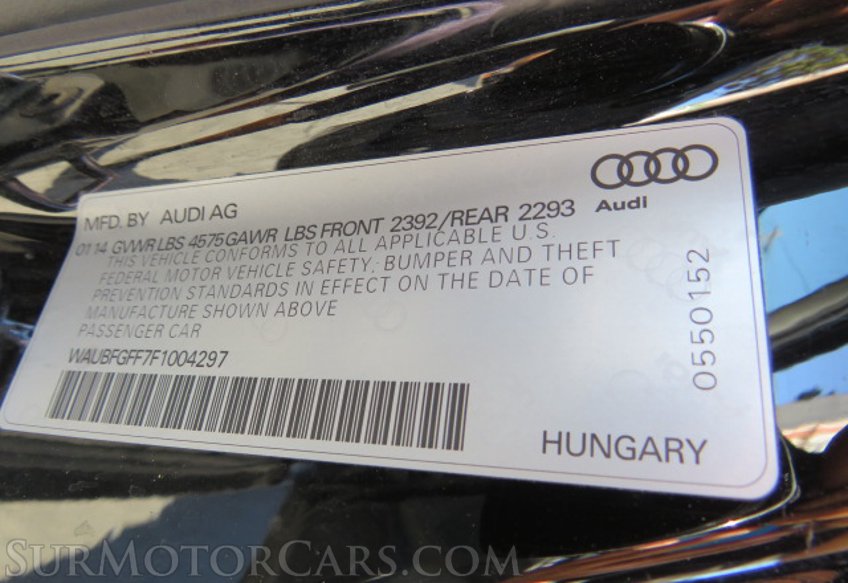 Audi
MFD. BY AUDI AG
01 14 GVWR LBS 4575 GAWR LBS FRONT 2392/REAR 2293
THIS VEHICLE CONFORMS TO ALL APPLICABLE U.S.
FEDERAL MOTOR VEHICLE SAFETY, BUMPER AND THEFT
PREVENTION STANDARDS IN EFFECT ON THE DATE OF
MANUFACTURE SHOWN ABOVE
PASSENGER CAR
WAUBFGFF7F1004297
0550152
HUNGARY
SURMOTORCARS.COM